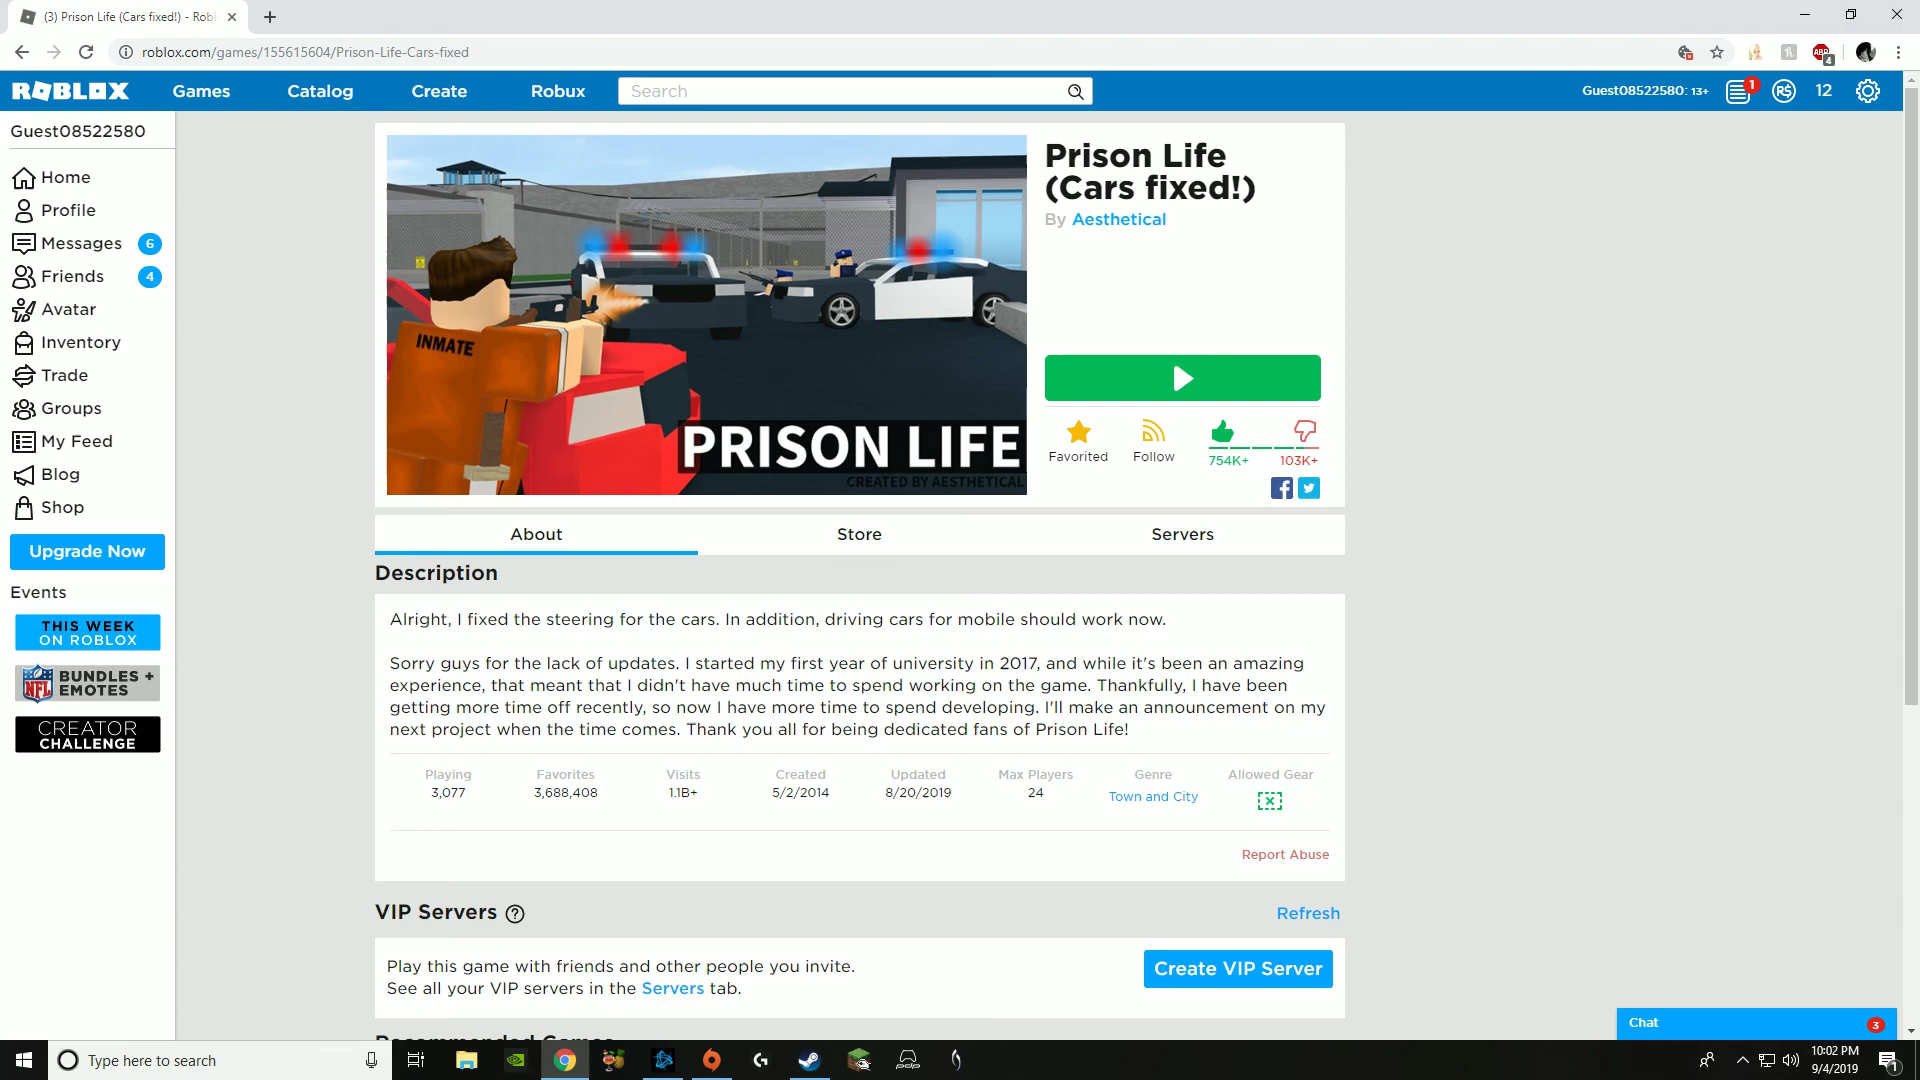 (3) Prison Life (Cars fixed!) - Robl
roblox.com/games/155615604/Prison-Life-Cars-fixed
ABP
4
ROBLOX
Games
Catalog
Create
Robux
Search
Guest08522580: 13+
1
R$
12
Guest08522580
Home
Profile
Messages
6
Friends
4
Avatar
Inventory
Trade
Groups
My Feed
Blog
Shop
Upgrade Now
Events
THIS WEEK
ON ROBLOX
NFL
BUNDLES +
EMOTES
CREATOR
CHALLENGE
INMATE
PRISON LIFE
CREATED BY AESTHETICAL
Prison Life
(Cars fixed!)
By Aesthetical
Favorited
Follow
754K+
103K+
About
Store
Servers
Description
Alright, I fixed the steering for the cars. In addition, driving cars for mobile should work now.
Sorry guys for the lack of updates. I started my first year of university in 2017, and while it's been an amazing
experience, that meant that I didn't have much time to spend working on the game. Thankfully, I have been
getting more time off recently, so now I have more time to spend developing. I'll make an announcement on my
next project when the time comes. Thank you all for being dedicated fans of Prison Life!
Playing
Favorites
Visits
Created
Updated
Max Players
Genre
Allowed Gear
3,077
3,688,408
1.1B+
5/2/2014
8/20/2019
24
Town and City
Report Abuse
VIP Servers
Refresh
Play this game with friends and other people you invite.
See all your VIP servers in the Servers tab.
Create VIP Server
Recommended Games
Chat
3
Type here to search
10:02 PM
9/4/2019
1